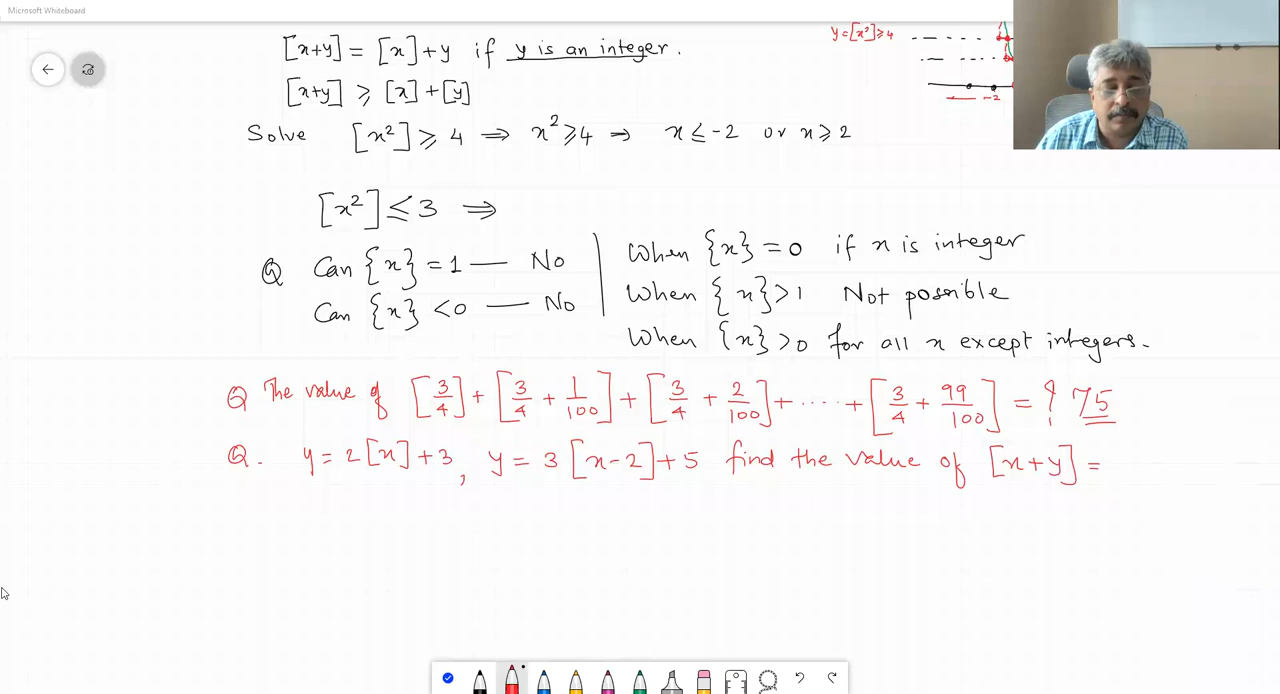 Microsoft Whiteboard
[x+y] = [x] + y if y is an integer.
y=[x²]⩾4
[x+y] ⩾ [x] + [y]
-2
Solve [x²] ⩾ 4 ⇒ x² ⩾ 4 ⇒ x ≤ -2 or x ⩾ 2
[x²] ≤ 3 ⇒
Q Can {x} = 1 — No
Can {x} < 0 — No
When {x} = 0 if x is integer
When {x} > 1 Not possible
When {x} > 0 for all x except integers.
Q The value of [3/4] + [3/4 + 1/100] + [3/4 + 2/100] + ..... + [3/4 + 99/100] = ? 75
Q. y = 2[x] + 3, y = 3[x-2] + 5 find the value of [x+y] =